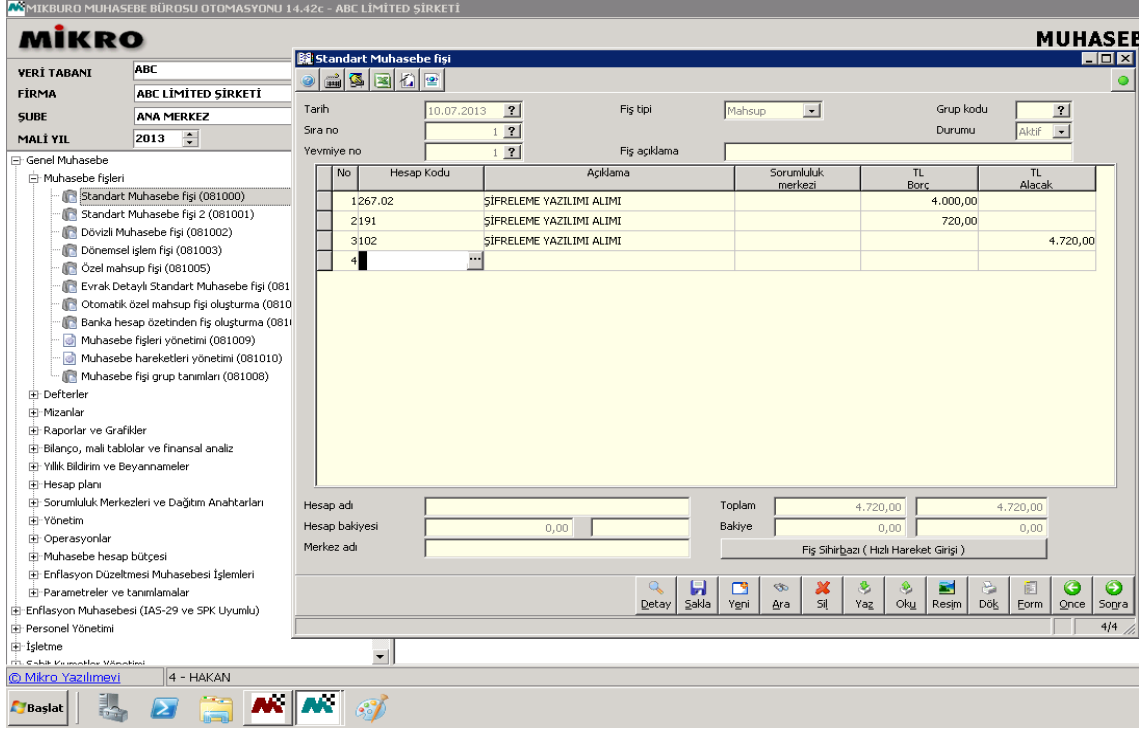 MIKBURO MUHASEBE BÜROSU OTOMASYONU 14.42c - ABC LİMİTED ŞİRKETİ
MİKRO
MUHASEB
VERİ TABANI ABC
FİRMA ABC LİMİTED ŞİRKETİ
ŞUBE ANA MERKEZ
MALİ YIL 2013
Genel Muhasebe
Muhasebe fişleri
Standart Muhasebe fişi (081000)
Standart Muhasebe fişi 2 (081001)
Dövizli Muhasebe fişi (081002)
Dönemsel işlem fişi (081003)
Özel mahsup fişi (081005)
Evrak Detaylı Standart Muhasebe fişi (081
Otomatik özel mahsup fişi oluşturma (0810
Banka hesap özetinden fiş oluşturma (081
Muhasebe fişleri yönetimi (081009)
Muhasebe hareketleri yönetimi (081010)
Muhasebe fişi grup tanımları (081008)
Defterler
Mizanlar
Raporlar ve Grafikler
Bilanço, mali tablolar ve finansal analiz
Yıllık Bildirim ve Beyannameler
Hesap planı
Sorumluluk Merkezleri ve Dağıtım Anahtarları
Yönetim
Operasyonlar
Muhasebe hesap bütçesi
Enflasyon Düzeltmesi Muhasebesi İşlemleri
Parametreler ve tanımlamalar
Enflasyon Muhasebesi (IAS-29 ve SPK Uyumlu)
Personel Yönetimi
İşletme
Sabit Kıymetler Yönetimi
Standart Muhasebe fişi
Tarih 10.07.2013 ? Fiş tipi Mahsup Grup kodu ?
Sıra no 1 ? Durumu Aktif
Yevmiye no 1 ? Fiş açıklama
No Hesap Kodu Açıklama Sorumluluk merkezi TL Borç TL Alacak
1 267.02 ŞİFRELEME YAZILIMI ALIMI 4.000,00
2 191 ŞİFRELEME YAZILIMI ALIMI 720,00
3 102 ŞİFRELEME YAZILIMI ALIMI 4.720,00
4 ...
Hesap adı Toplam 4.720,00 4.720,00
Hesap bakiyesi 0,00 Bakiye 0,00 0,00
Merkez adı Fiş Sihirbazı ( Hızlı Hareket Girişi )
Detay Sakla Yeni Ara Sil Yaz Oku Resim Dök Form Önce Sonra
4/4
© Mikro Yazılımevi 4 - HAKAN
Başlat